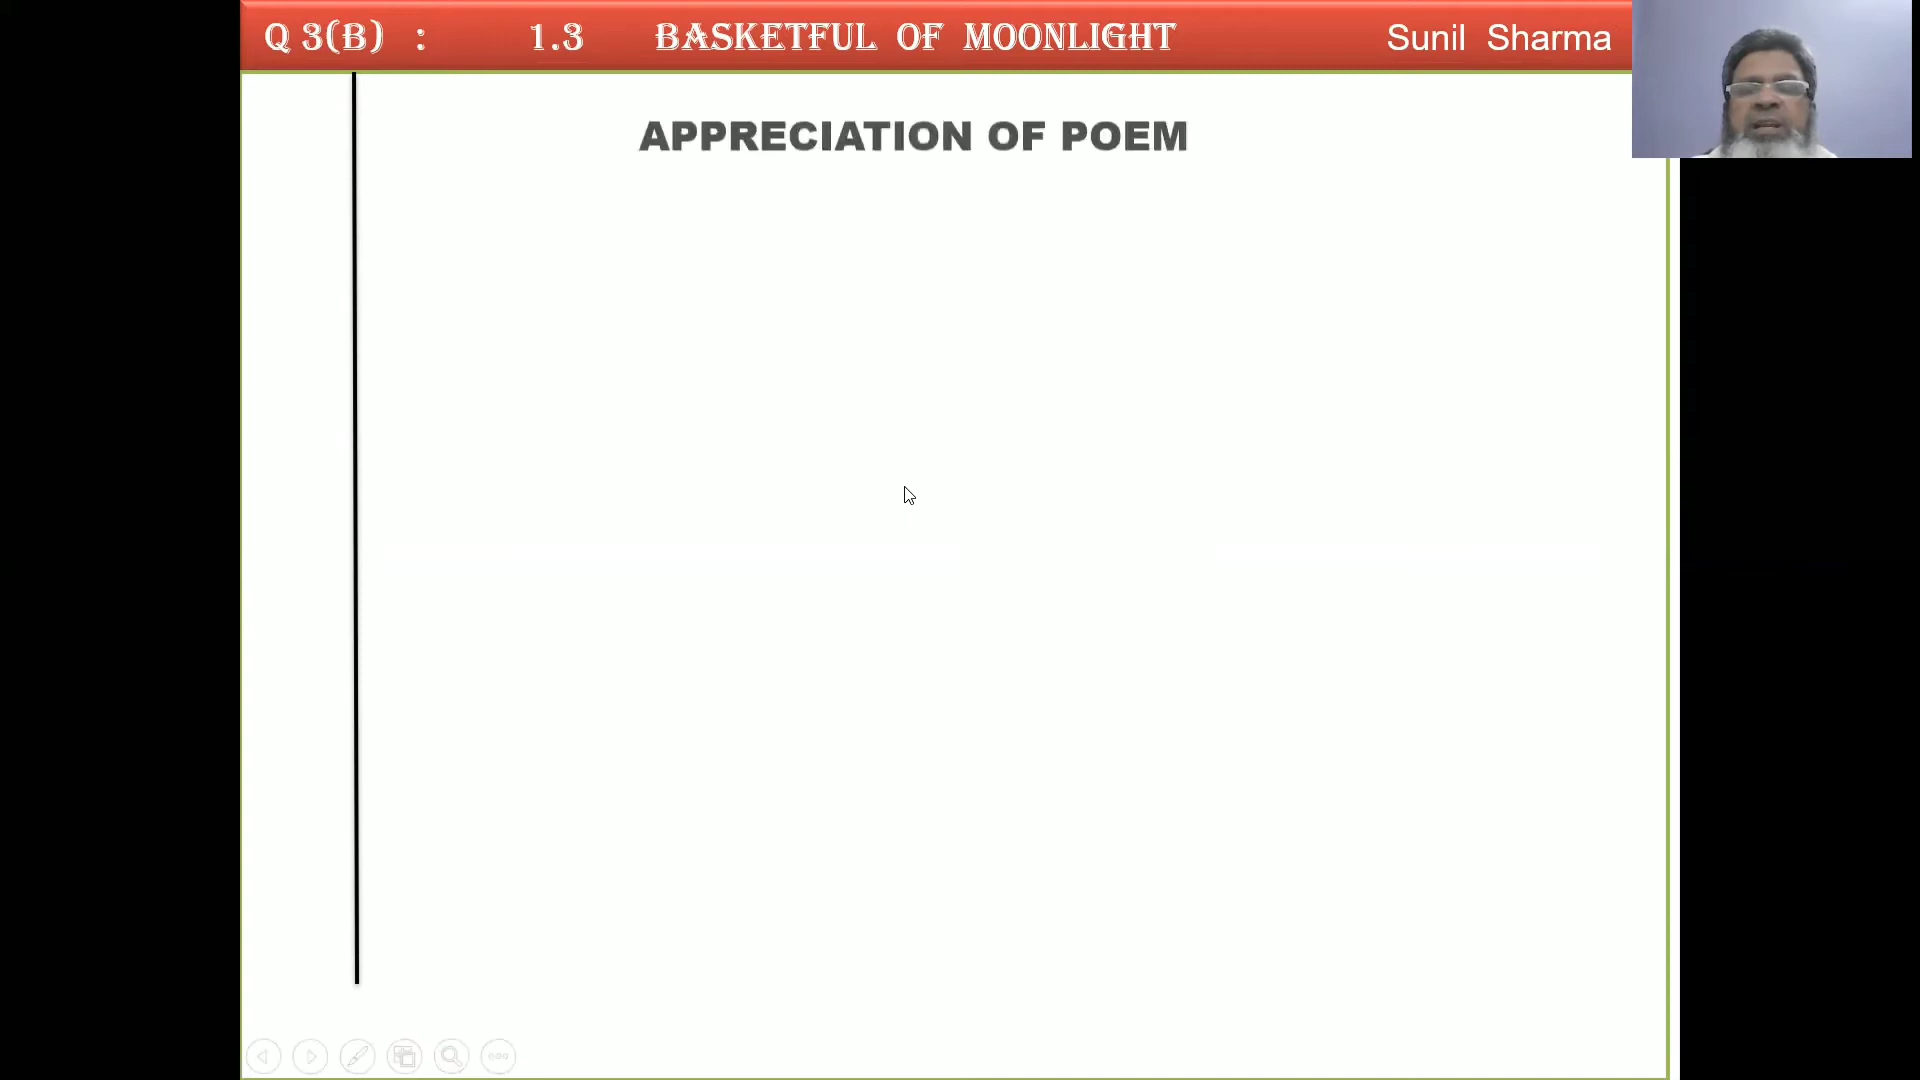 Q 3(B) : 1.3 BASKETFUL OF MOONLIGHT Sunil Sharma
APPRECIATION OF POEM